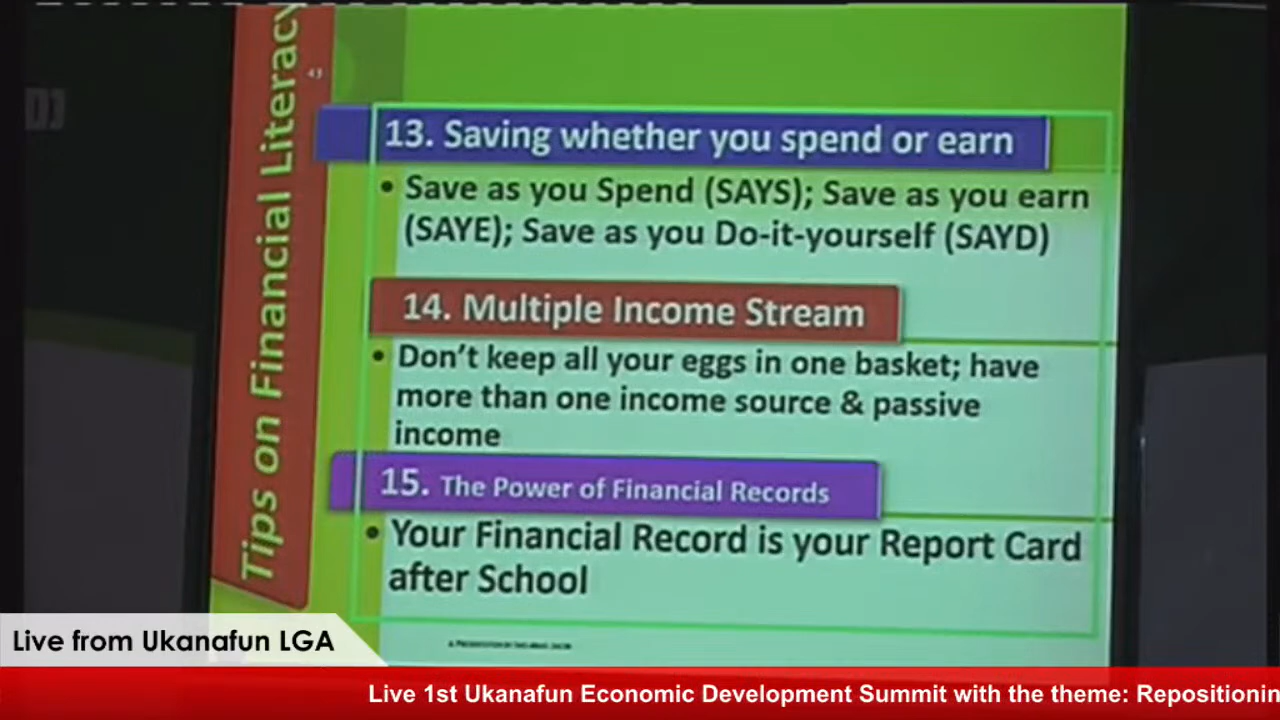 Tips on Financial Literacy
43
13. Saving whether you spend or earn
• Save as you Spend (SAYS); Save as you earn
(SAYE); Save as you Do-it-yourself (SAYD)
14. Multiple Income Stream
• Don't keep all your eggs in one basket; have
more than one income source & passive
income
15. The Power of Financial Records
• Your Financial Record is your Report Card
after School
Live from Ukanafun LGA
Live 1st Ukanafun Economic Development Summit with the theme: Repositionin